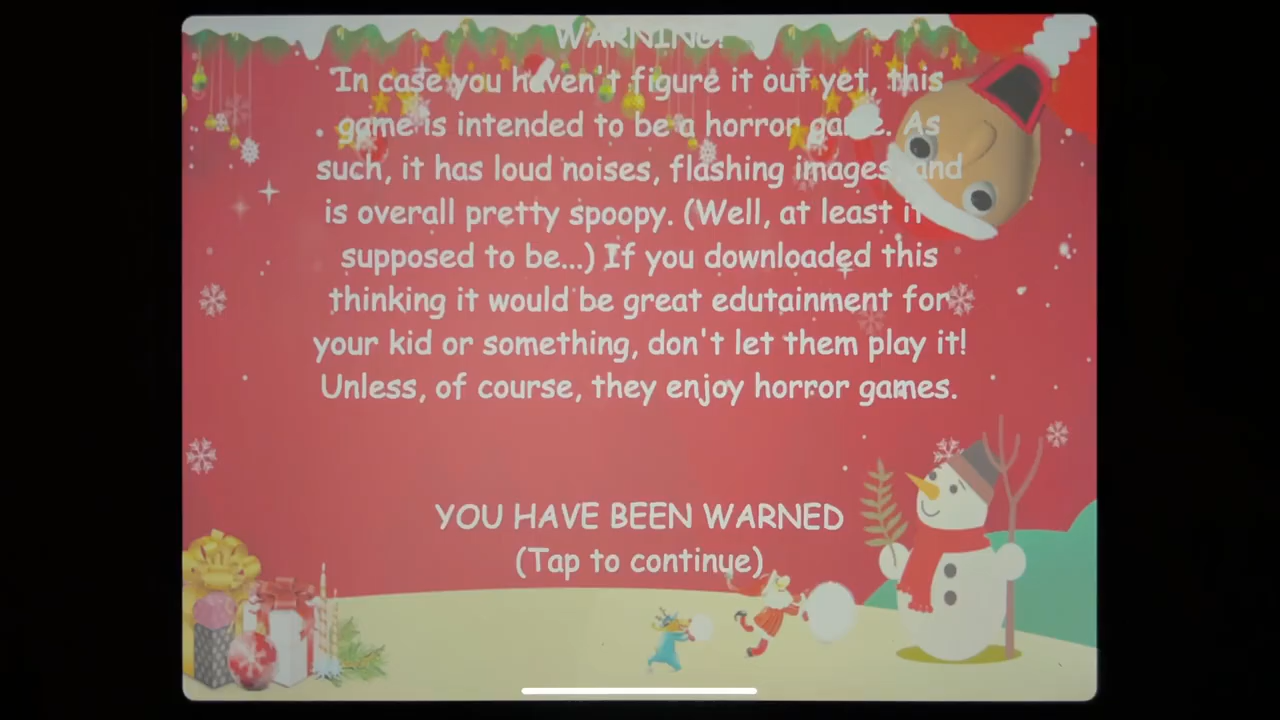 WARNING!
In case you haven't figure it out yet, this
game is intended to be a horror game. As
such, it has loud noises, flashing images, and
is overall pretty spoopy. (Well, at least it
supposed to be...) If you downloaded this
thinking it would be great edutainment for
your kid or something, don't let them play it!
Unless, of course, they enjoy horror games.
YOU HAVE BEEN WARNED
(Tap to continue)